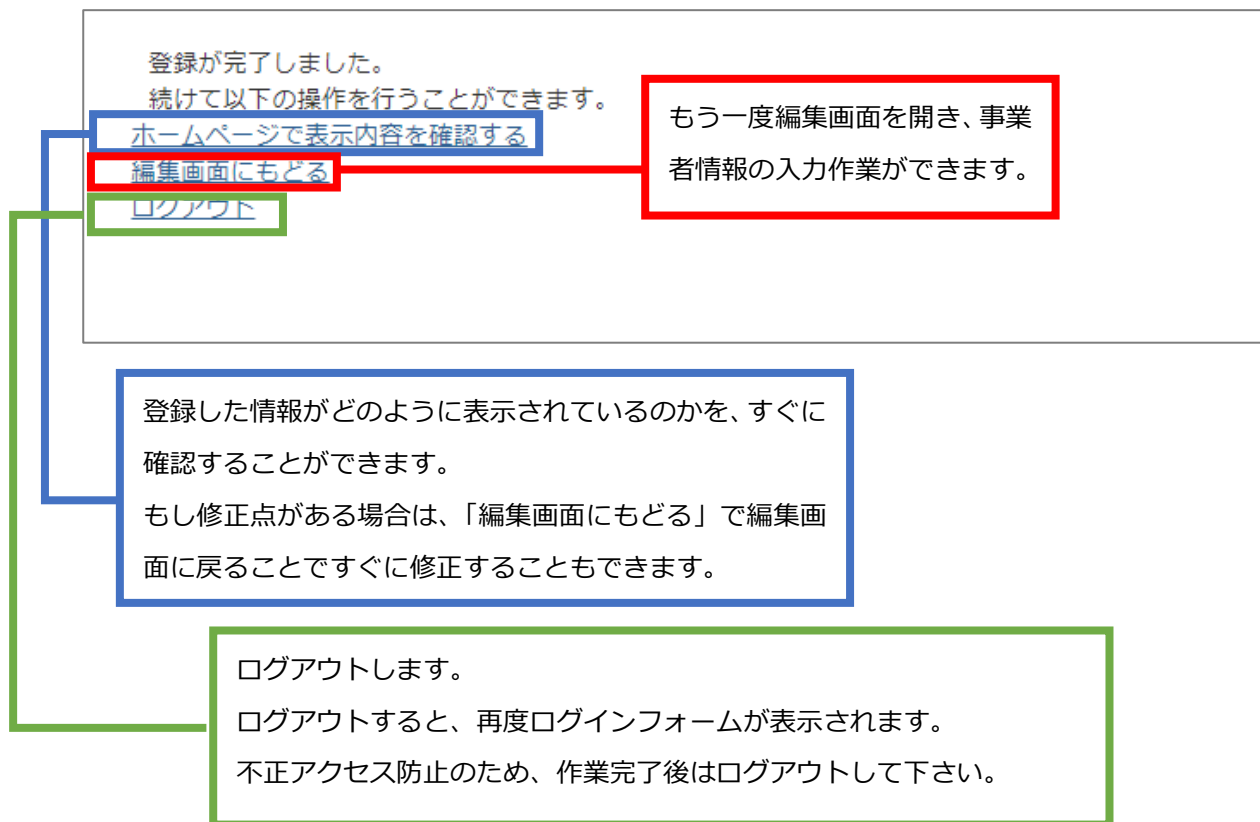 登録が完了しました。
続けて以下の操作を行うことができます。
ホームページで表示内容を確認する
編集画面にもどる
ログアウト
もう一度編集画面を開き、事業
者情報の入力作業ができます。
登録した情報がどのように表示されているのかを、すぐに
確認することができます。
もし修正点がある場合は、「編集画面にもどる」で編集画
面に戻ることですぐに修正することもできます。
ログアウトします。
ログアウトすると、再度ログインフォームが表示されます。
不正アクセス防止のため、作業完了後はログアウトして下さい。